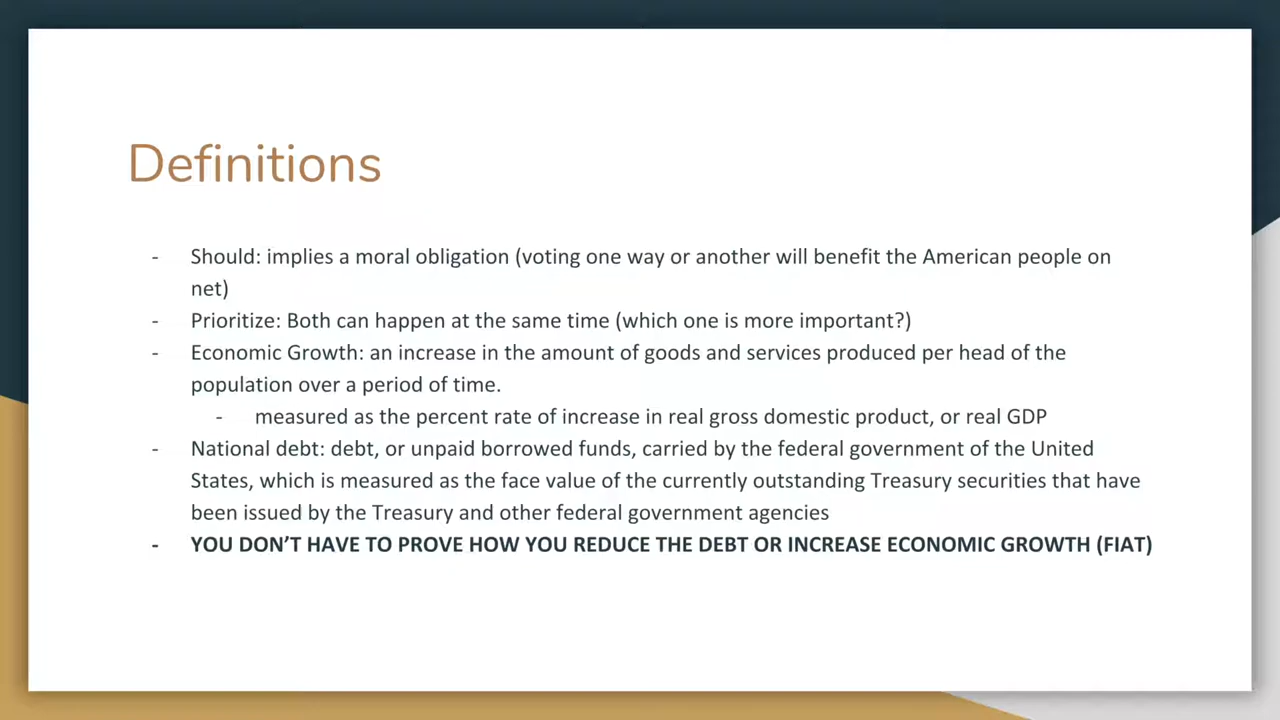 Definitions
- Should: implies a moral obligation (voting one way or another will benefit the American people on
net)
- Prioritize: Both can happen at the same time (which one is more important?)
- Economic Growth: an increase in the amount of goods and services produced per head of the
population over a period of time.
- measured as the percent rate of increase in real gross domestic product, or real GDP
- National debt: debt, or unpaid borrowed funds, carried by the federal government of the United
States, which is measured as the face value of the currently outstanding Treasury securities that have
been issued by the Treasury and other federal government agencies
- YOU DON’T HAVE TO PROVE HOW YOU REDUCE THE DEBT OR INCREASE ECONOMIC GROWTH (FIAT)